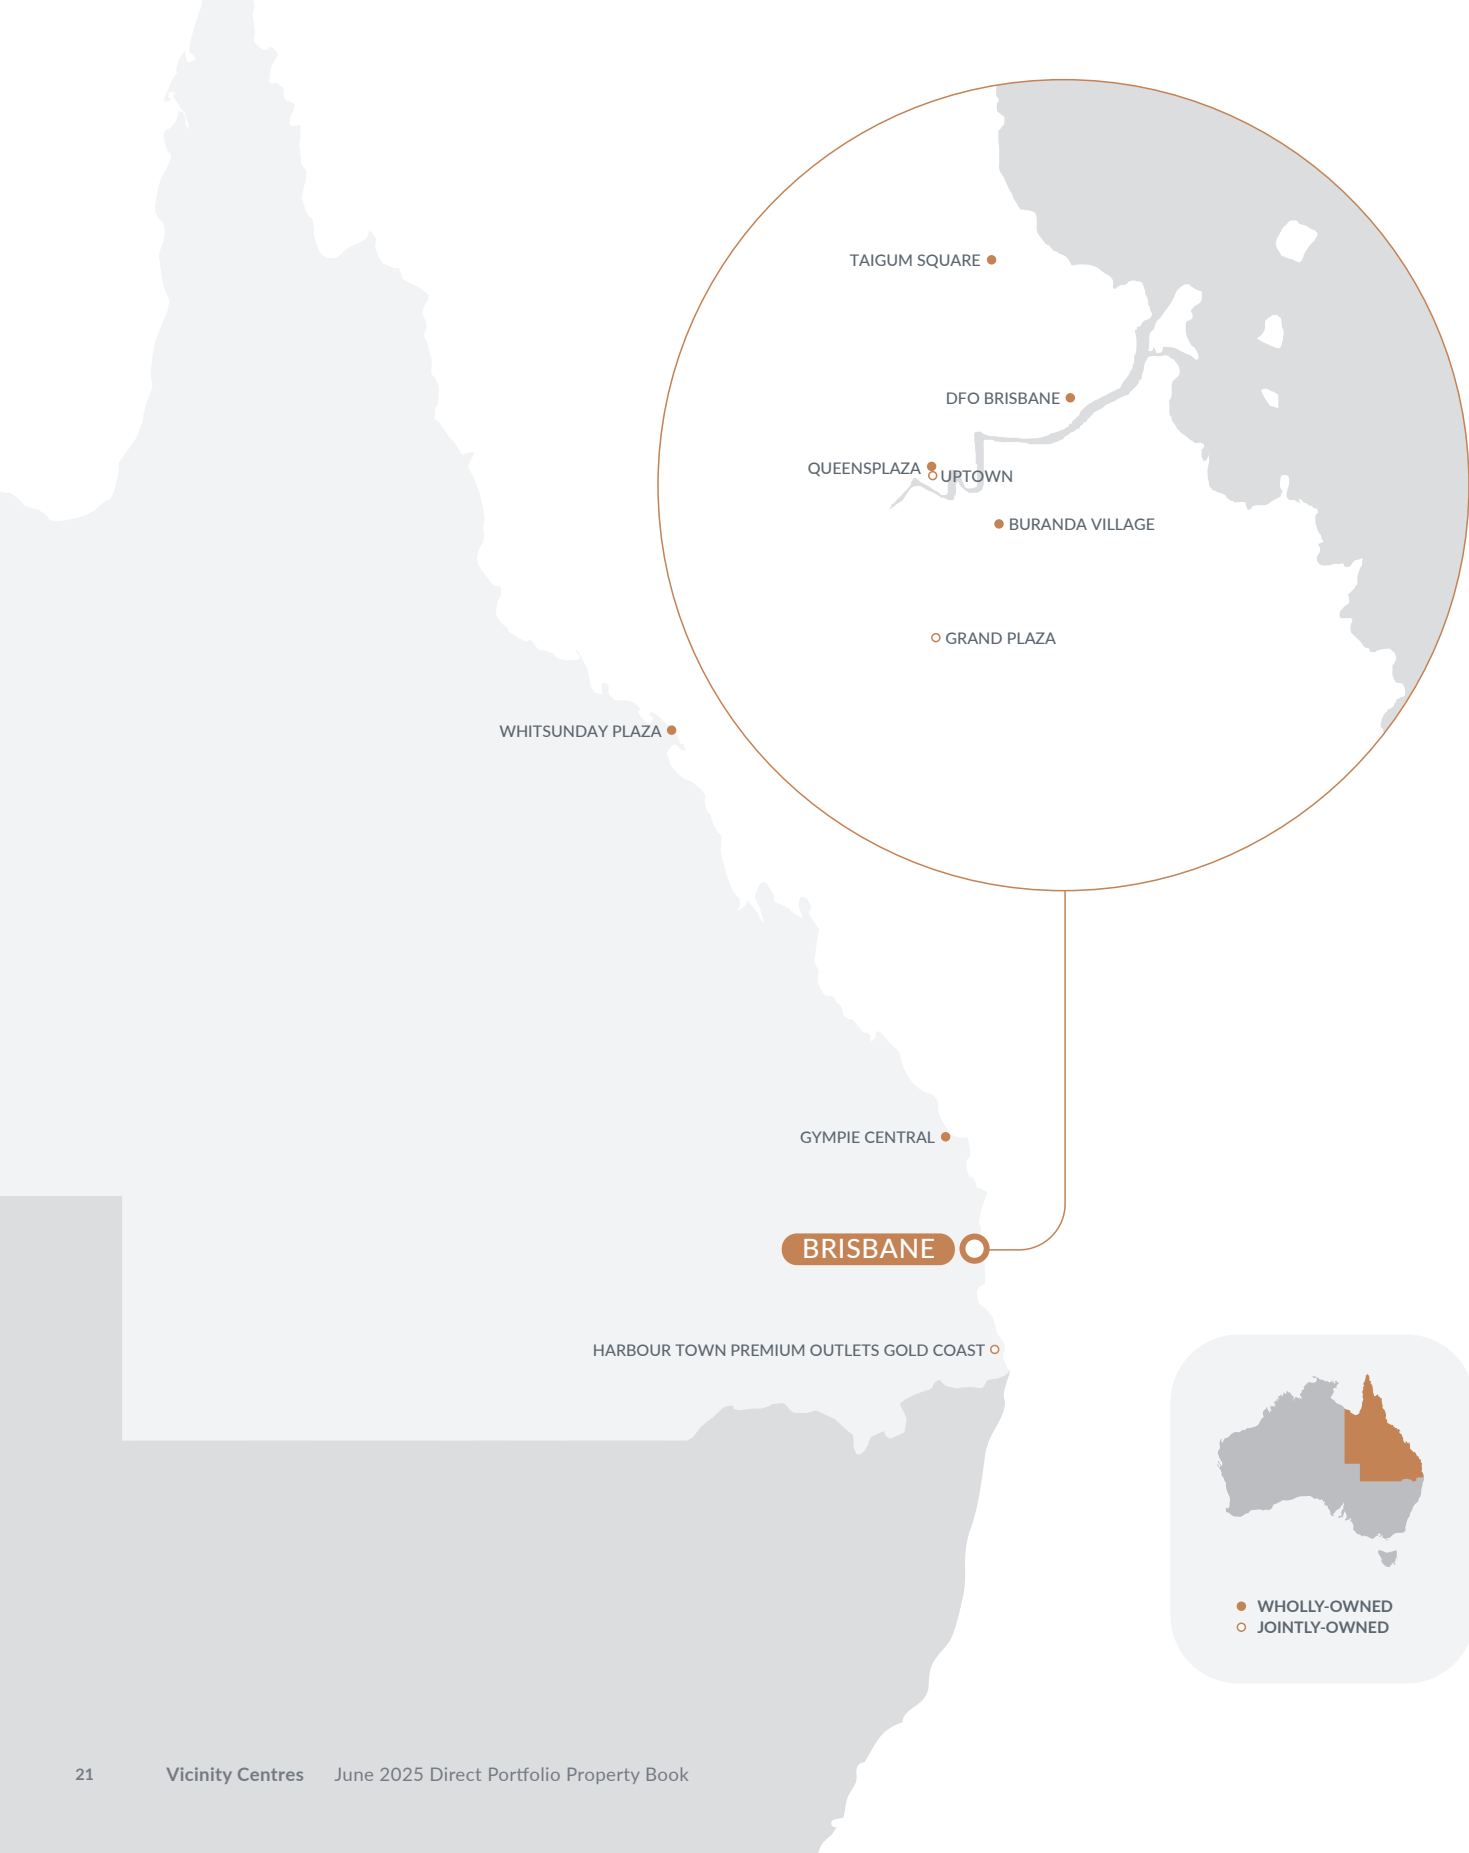 TAIGUM SQUARE
DFO BRISBANE
QUEENSPLAZA
UPTOWN
BURANDA VILLAGE
GRAND PLAZA
WHITSUNDAY PLAZA
GYMPIE CENTRAL
BRISBANE
HARBOUR TOWN PREMIUM OUTLETS GOLD COAST
WHOLLY-OWNED
JOINTLY-OWNED
21 Vicinity Centres June 2025 Direct Portfolio Property Book